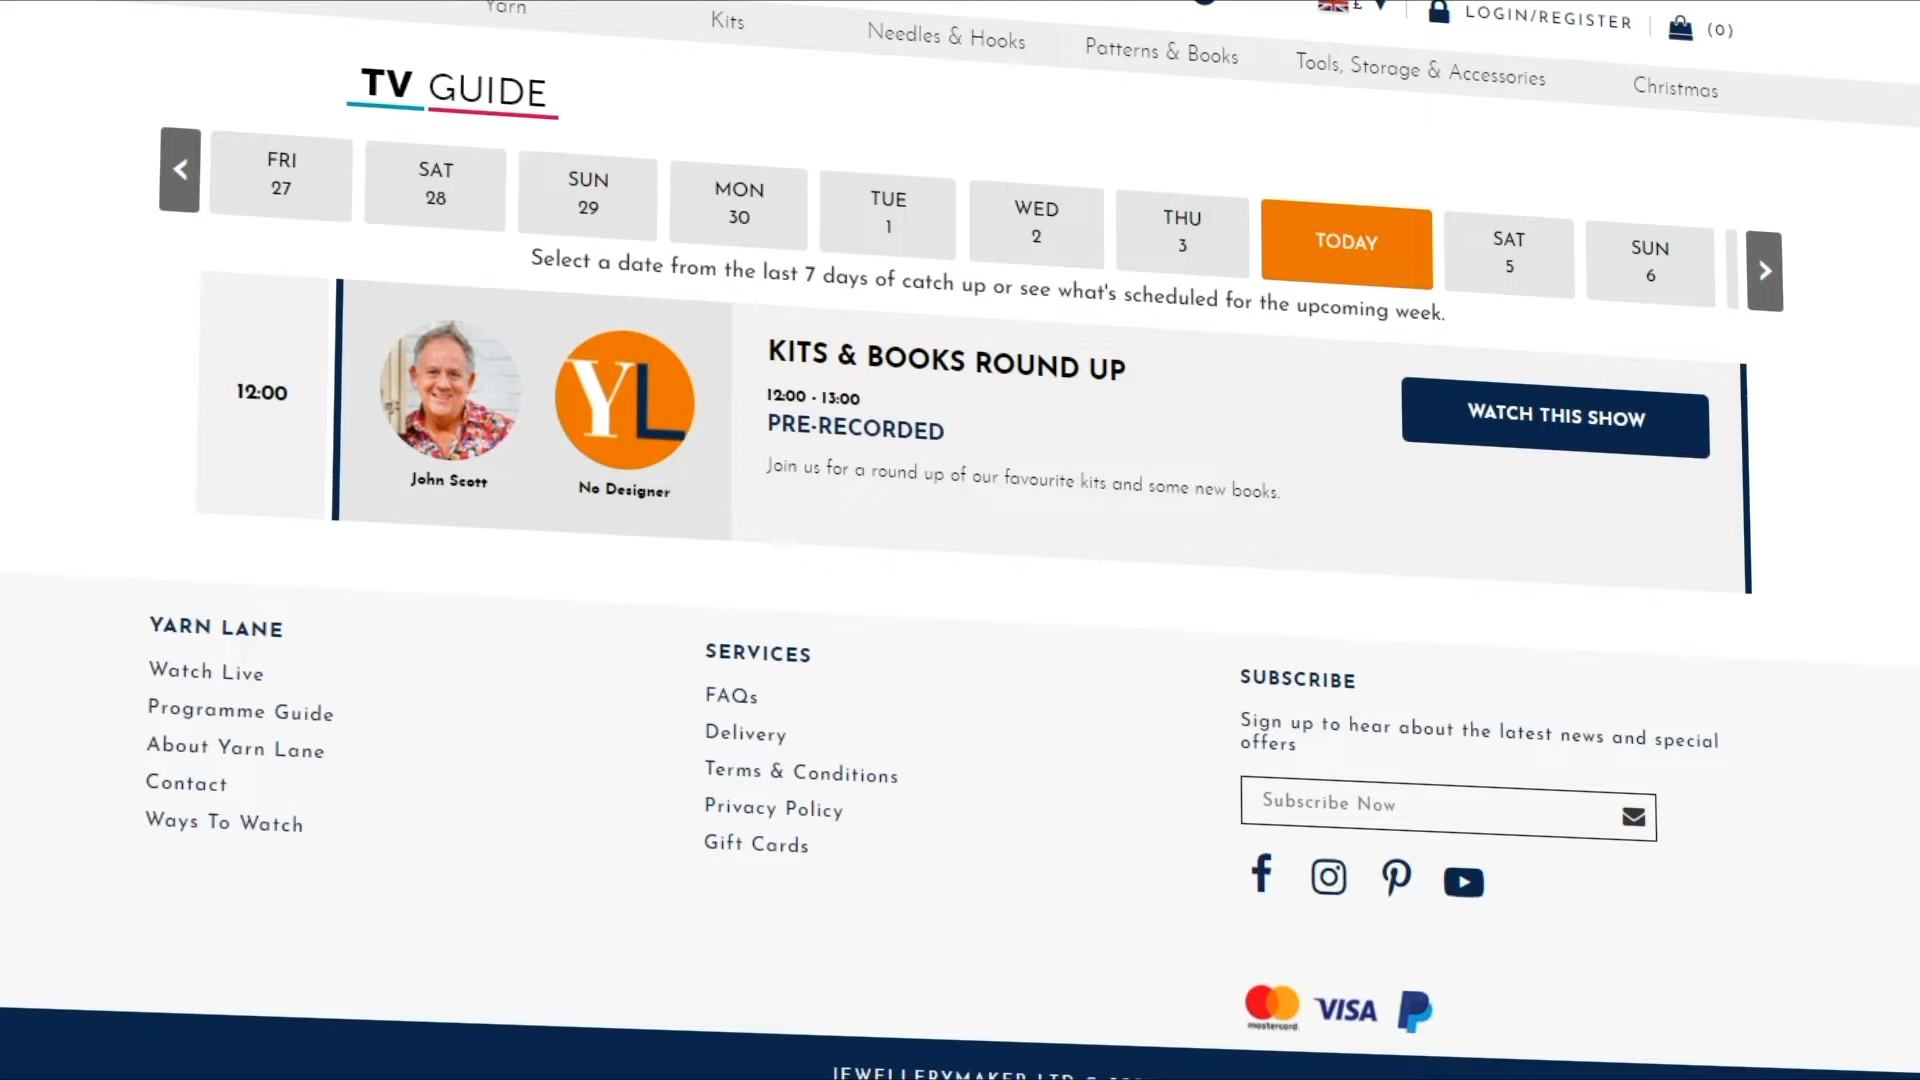 Yarn
Kits
Needles & Hooks
Patterns & Books
Tools, Storage & Accessories
Christmas
£
LOGIN/REGISTER
(0)
TV GUIDE
FRI
27
SAT
28
SUN
29
MON
30
TUE
1
WED
2
THU
3
TODAY
SAT
5
SUN
6
Select a date from the last 7 days of catch up or see what's scheduled for the upcoming week.
12:00
YL
John Scott
No Designer
KITS & BOOKS ROUND UP
12:00 - 13:00
PRE-RECORDED
Join us for a round up of our favourite kits and some new books.
WATCH THIS SHOW
YARN LANE
Watch Live
Programme Guide
About Yarn Lane
Contact
Ways To Watch
SERVICES
FAQs
Delivery
Terms & Conditions
Privacy Policy
Gift Cards
SUBSCRIBE
Sign up to hear about the latest news and special
offers
Subscribe Now
mastercard.
VISA
JEWELLERYMAKER LTD ©